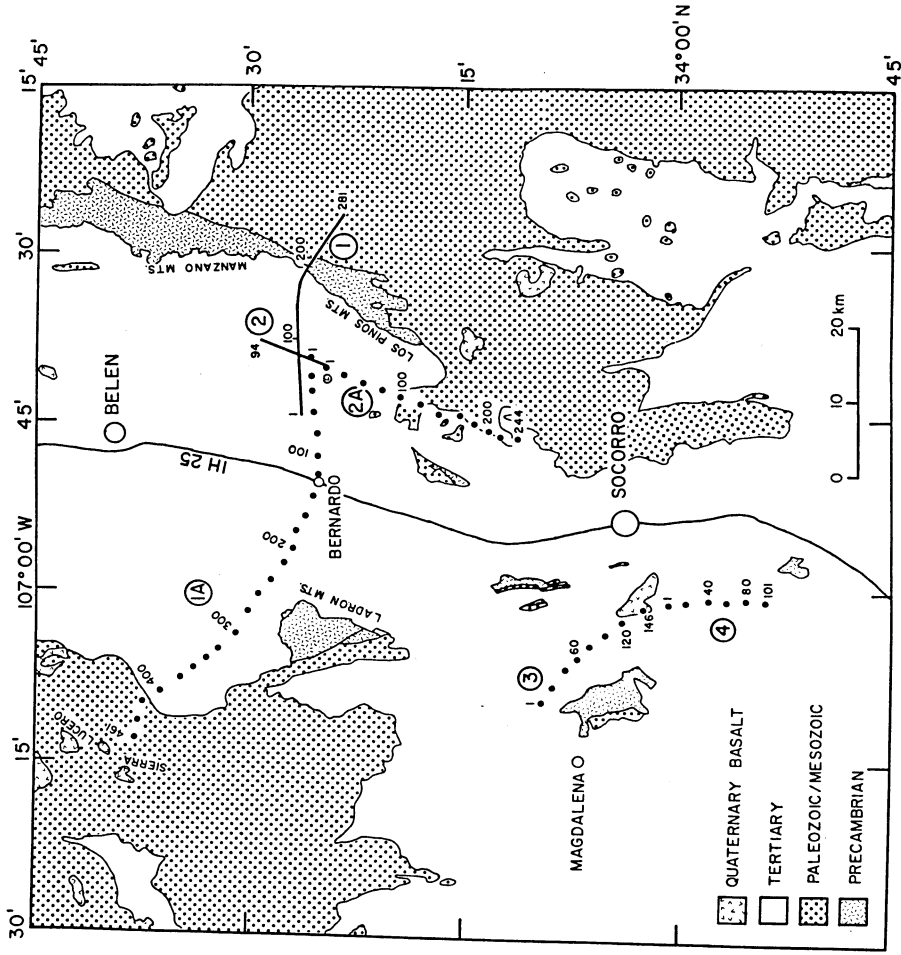 15'
45'
30'
15'
34°00' N
45'
30'
45'
107°00' W
15'
30'
BELEN
IH 25
MANZANO MTS.
LOS PINOS MTS
BERNARDO
LADRON MTS.
SIERRA
LUCERO
SOCORRO
MAGDALENA
1
1
100
200
281
2
94
1
2A
100
200
244
1A
1
100
200
300
400
461
3
1
60
120
146
4
1
40
80
101
0
10
20 km
QUATERNARY BASALT
TERTIARY
PALEOZOIC/MESOZOIC
PRECAMBRIAN